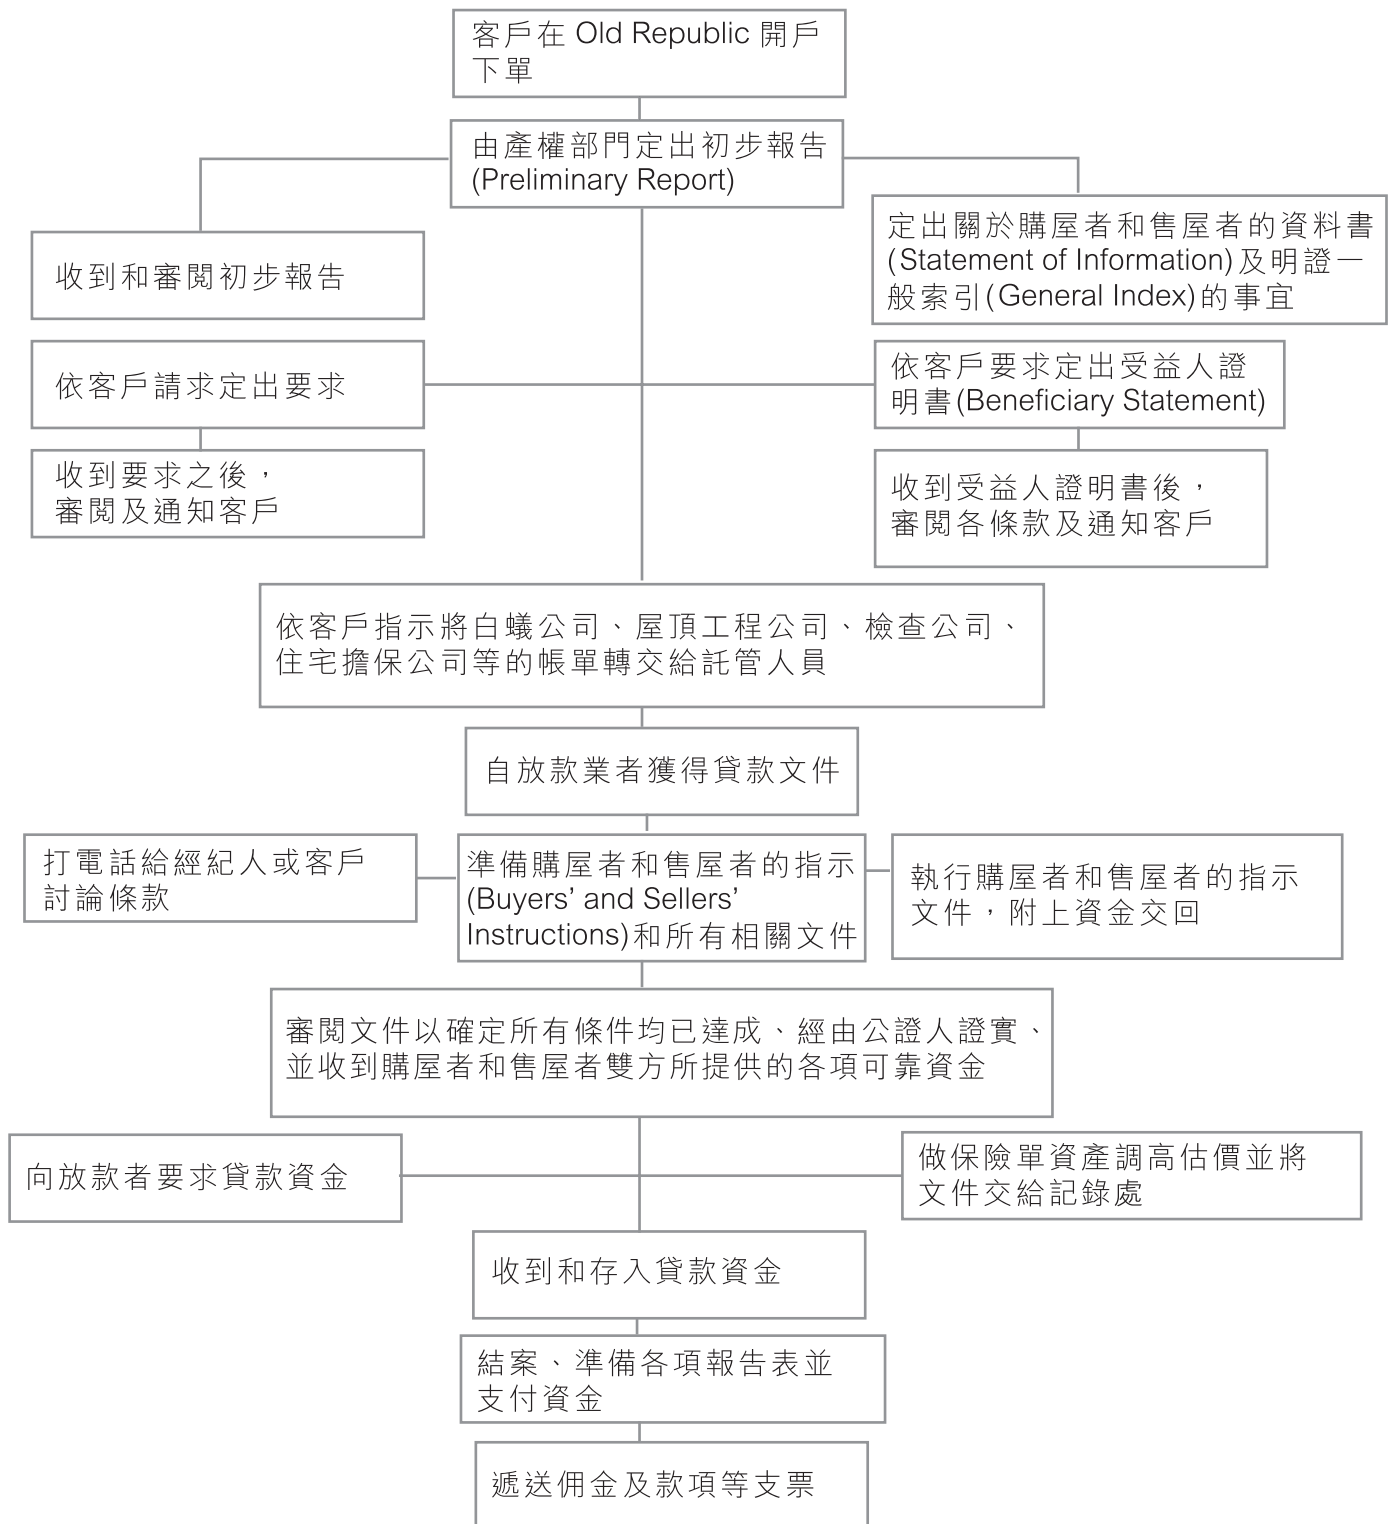 客戶在 Old Republic 開戶
下單
由產權部門定出初步報告
(Preliminary Report)
定出關於購屋者和售屋者的資料書
(Statement of Information)及明證一
般索引(General Index)的事宜
收到和審閱初步報告
依客戶請求定出要求
依客戶要求定出受益人證
明書(Beneficiary Statement)
收到要求之後，
審閱及通知客戶
收到受益人證明書後，
審閱各條款及通知客戶
依客戶指示將白蟻公司、屋頂工程公司、檢查公司、
住宅擔保公司等的帳單轉交給託管人員
自放款業者獲得貸款文件
打電話給經紀人或客戶
討論條款
準備購屋者和售屋者的指示
(Buyers’ and Sellers’
Instructions)和所有相關文件
執行購屋者和售屋者的指示
文件，附上資金交回
審閱文件以確定所有條件均已達成、經由公證人證實、
並收到購屋者和售屋者雙方所提供的各項可靠資金
向放款者要求貸款資金
做保險單資產調高估價並將
文件交給記錄處
收到和存入貸款資金
結案、準備各項報告表並
支付資金
遞送佣金及款項等支票